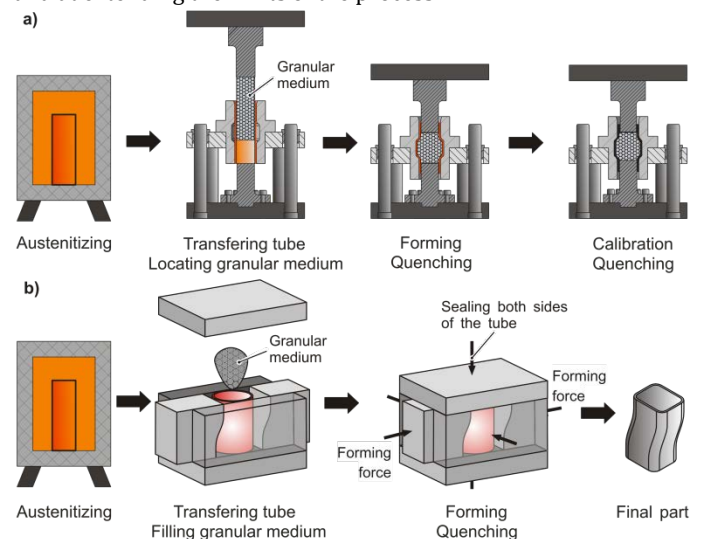 a)
Granular
medium
Austenitizing
Transfering tube
Locating granular medium
Forming
Quenching
Calibration
Quenching
b)
Granular
medium
Sealing both sides
of the tube
Forming
force
Forming
force
Austenitizing
Transfering tube
Filling granular medium
Forming
Quenching
Final part